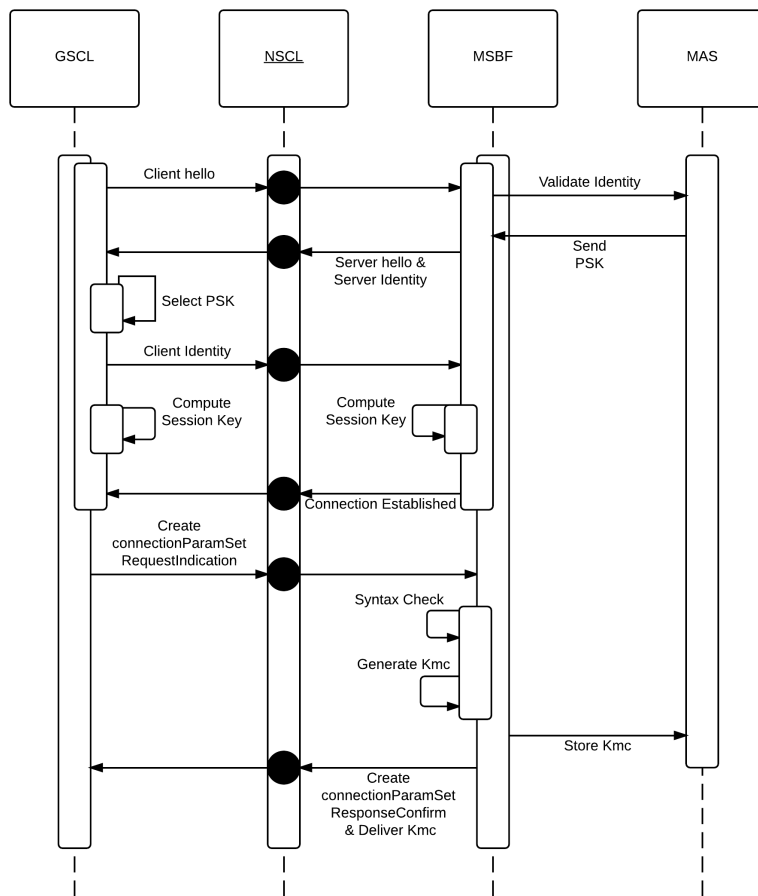 GSCL
NSCL
MSBF
MAS
Client hello
Validate Identity
Send
PSK
Server hello &
Server Identity
Select PSK
Client Identity
Compute
Session Key
Compute
Session Key
Connection Established
Create
connectionParamSet
RequestIndication
Syntax Check
Generate Kmc
Store Kmc
Create
connectionParamSet
ResponseConfirm
& Deliver Kmc